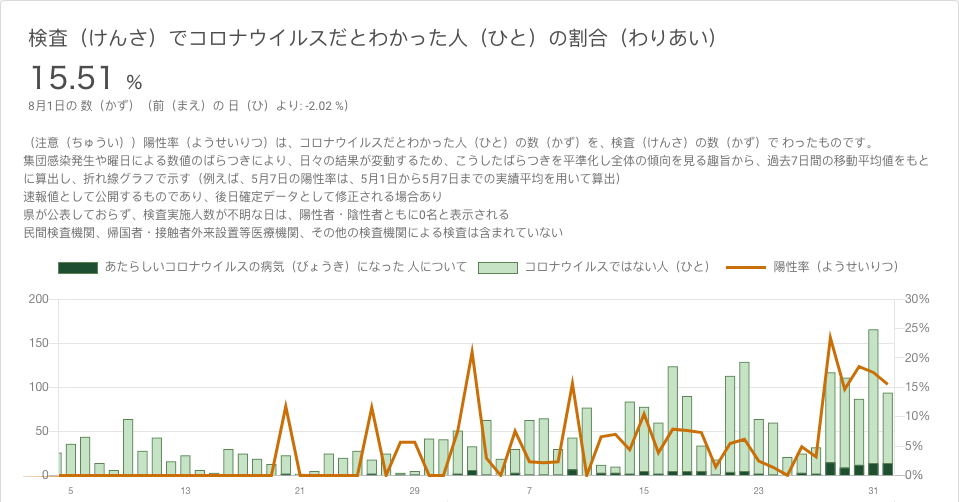 検査（けんさ）でコロナウイルスだとわかった人（ひと）の割合（わりあい）
15.51 %
8月1日の 数（かず）（前（まえ）の 日（ひ）より: -2.02 %）
（注意（ちゅうい））陽性率（ようせいりつ）は、コロナウイルスだとわかった人（ひと）の数（かず）を、検査（けんさ）の数（かず）で わったものです。
集団感染発生や曜日による数値のばらつきにより、日々の結果が変動するため、こうしたばらつきを平準化し全体の傾向を見る趣旨から、過去7日間の移動平均値をもと
に算出し、折れ線グラフで示す（例えば、5月7日の陽性率は、5月1日から5月7日までの実績平均を用いて算出）
速報値として公開するものであり、後日確定データとして修正される場合あり
県が公表しておらず、検査実施人数が不明な日は、陽性者・陰性者ともに0名と表示される
民間検査機関、帰国者・接触者外来設置等医療機関、その他の検査機関による検査は含まれていない
あたらしいコロナウイルスの病気（びょうき）になった 人について コロナウイルスではない人（ひと） 陽性率（ようせいりつ）
200 30%
25%
150
20%
100 15%
10%
50
5%
0 0%
5 13 21 29 7 15 23 31